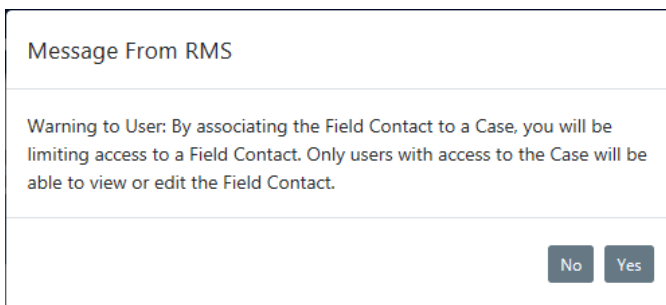 Message From RMS
Warning to User: By associating the Field Contact to a Case, you will be
limiting access to a Field Contact. Only users with access to the Case will be
able to view or edit the Field Contact.
No Yes